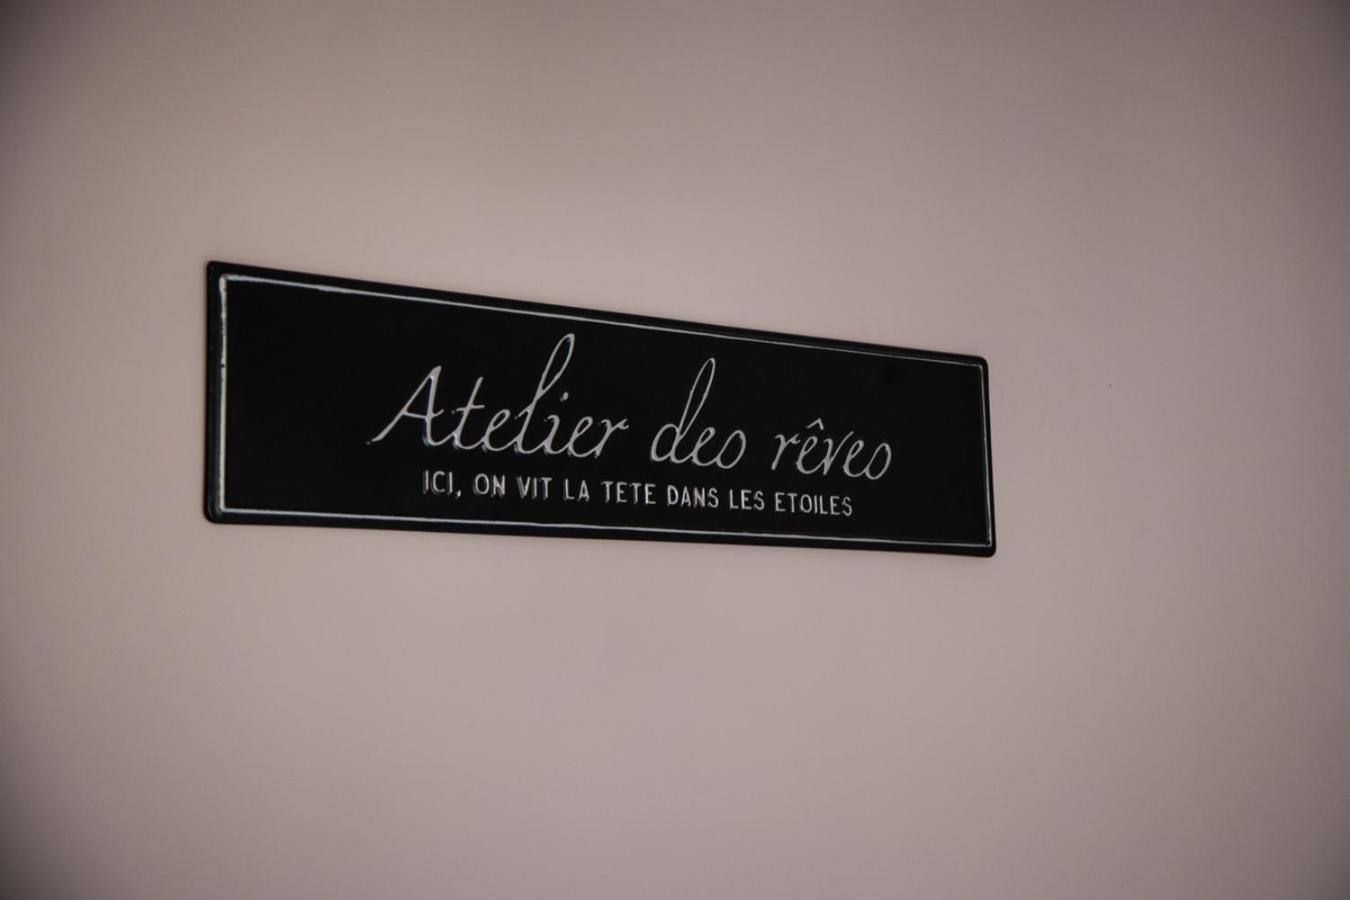 Atelier des rêves
ICI, ON VIT LA TETE DANS LES ETOILES